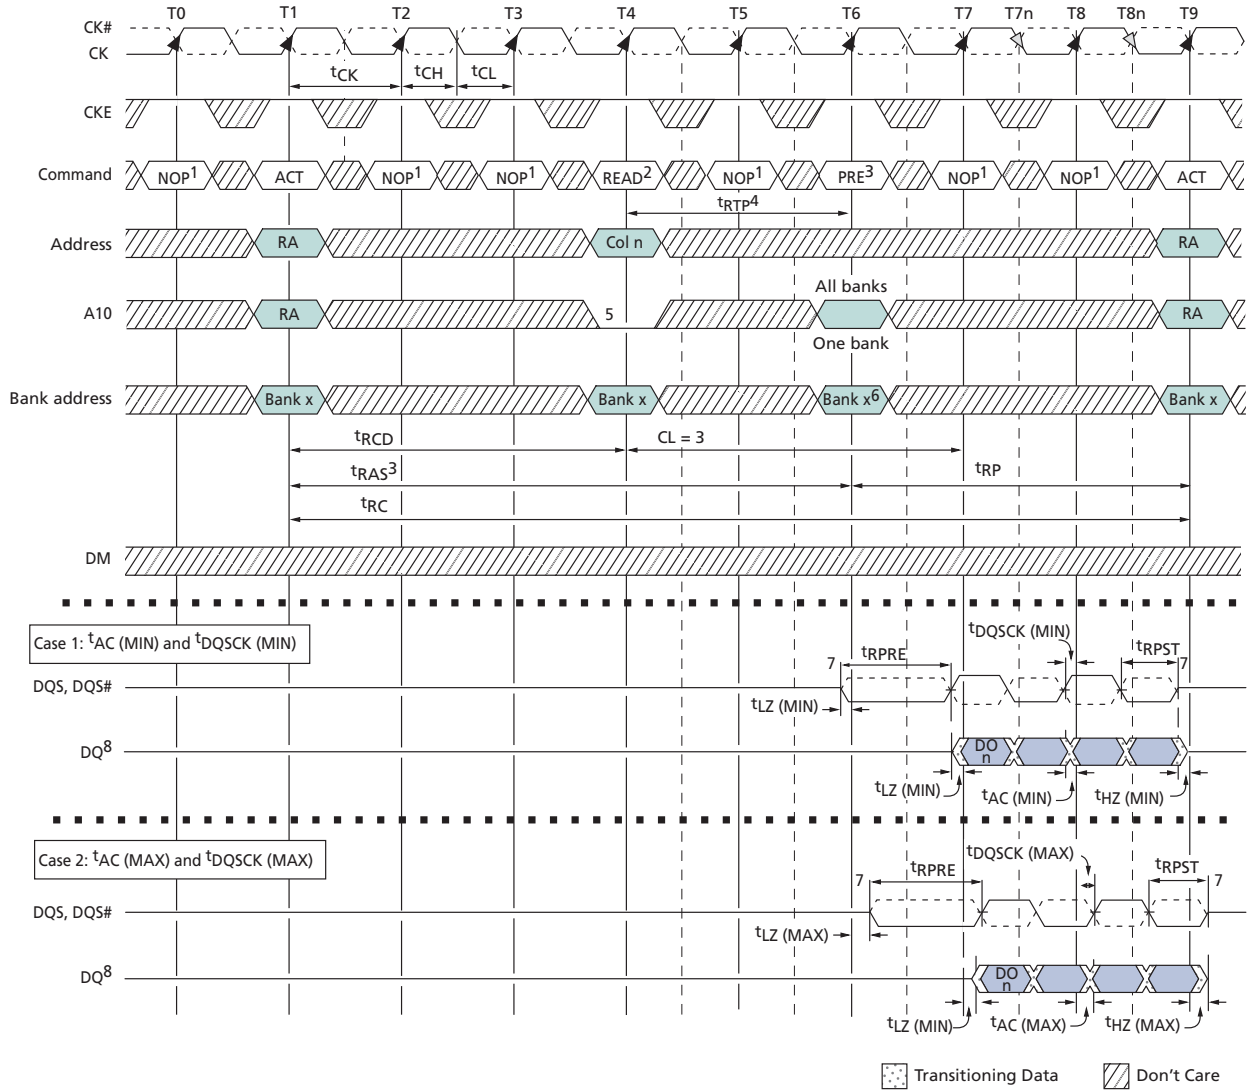 T0 T1 T2 T3 T4 T5 T6 T7 T7n T8 T8n T9
CK#
CK
tCK tCH tCL
CKE
Command NOP1 ACT NOP1 NOP1 READ2 NOP1 PRE3 NOP1 NOP1 ACT
tRTP4
Address RA Col n RA
All banks
A10 RA 5 RA
One bank
Bank address Bank x Bank x Bank x6 Bank x
tRCD CL = 3
tRAS3 tRP
tRC
DM
Case 1: tAC (MIN) and tDQSCK (MIN)
tDQSCK (MIN)
7 tRPRE tRPST 7
DQS, DQS#
tLZ (MIN)
DQ8 DO
n
tLZ (MIN) tAC (MIN) tHZ (MIN)
Case 2: tAC (MAX) and tDQSCK (MAX)
tDQSCK (MAX)
7 tRPRE tRPST 7
DQS, DQS#
tLZ (MAX)
DQ8 DO
n
tLZ (MIN) tAC (MAX) tHZ (MAX)
Transitioning Data Don't Care